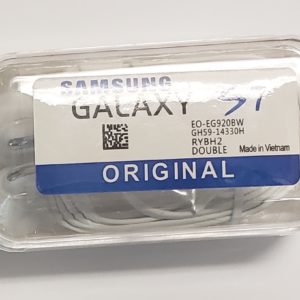 SAMSUNG
GALAXY S7
EO-EG920BW
GH59-14330H
RYBH2
DOUBLE Made in Vietnam
ORIGINAL